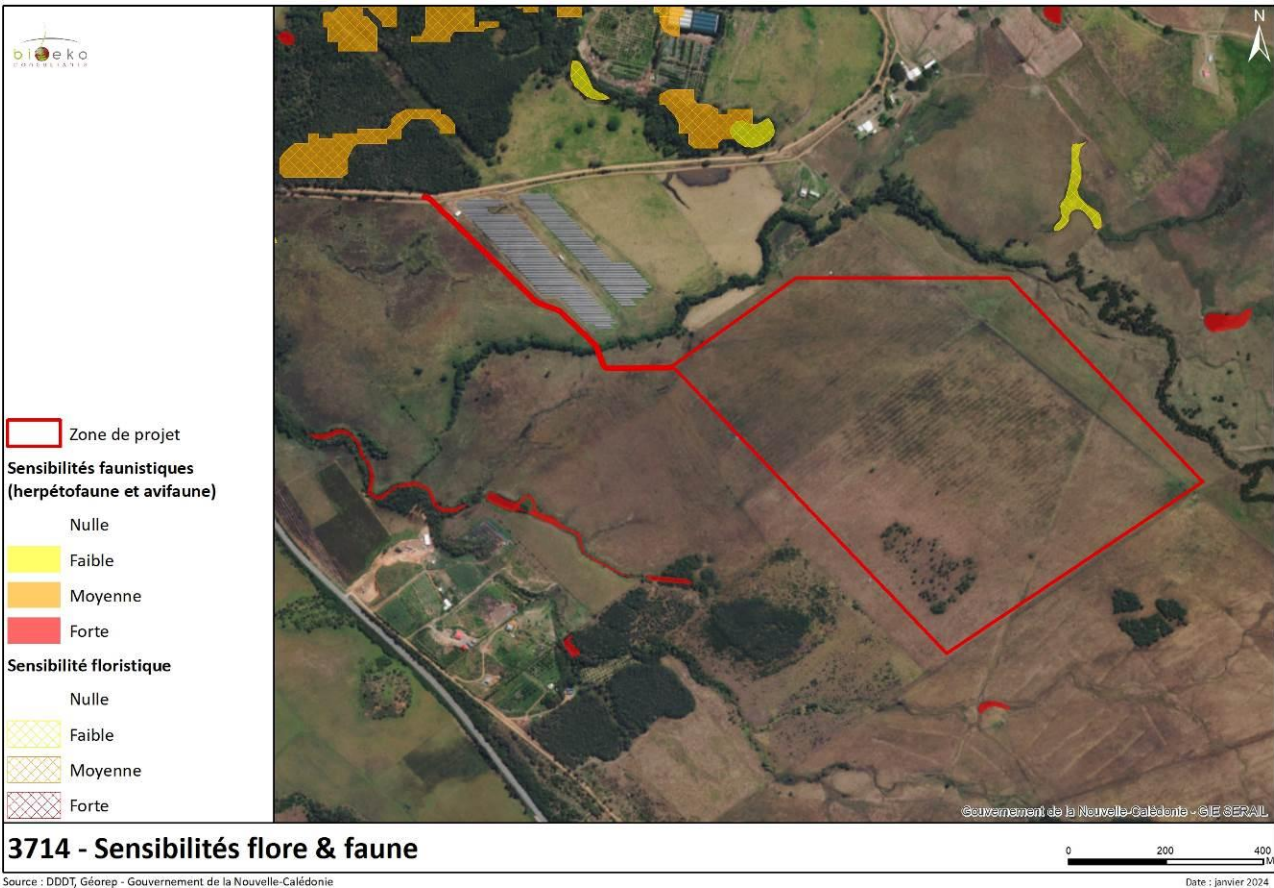 bioeko
CONSULTANTS
N
Zone de projet
Sensibilités faunistiques
(herpétofaune et avifaune)
Nulle
Faible
Moyenne
Forte
Sensibilité floristique
Nulle
Faible
Moyenne
Forte
Gouvernement de la Nouvelle-Calédonie - GIE SERAIL
3714 - Sensibilités flore & faune
0 200 400
M
Source : DDDT, Géorep - Gouvernement de la Nouvelle-Calédonie
Date : janvier 2024